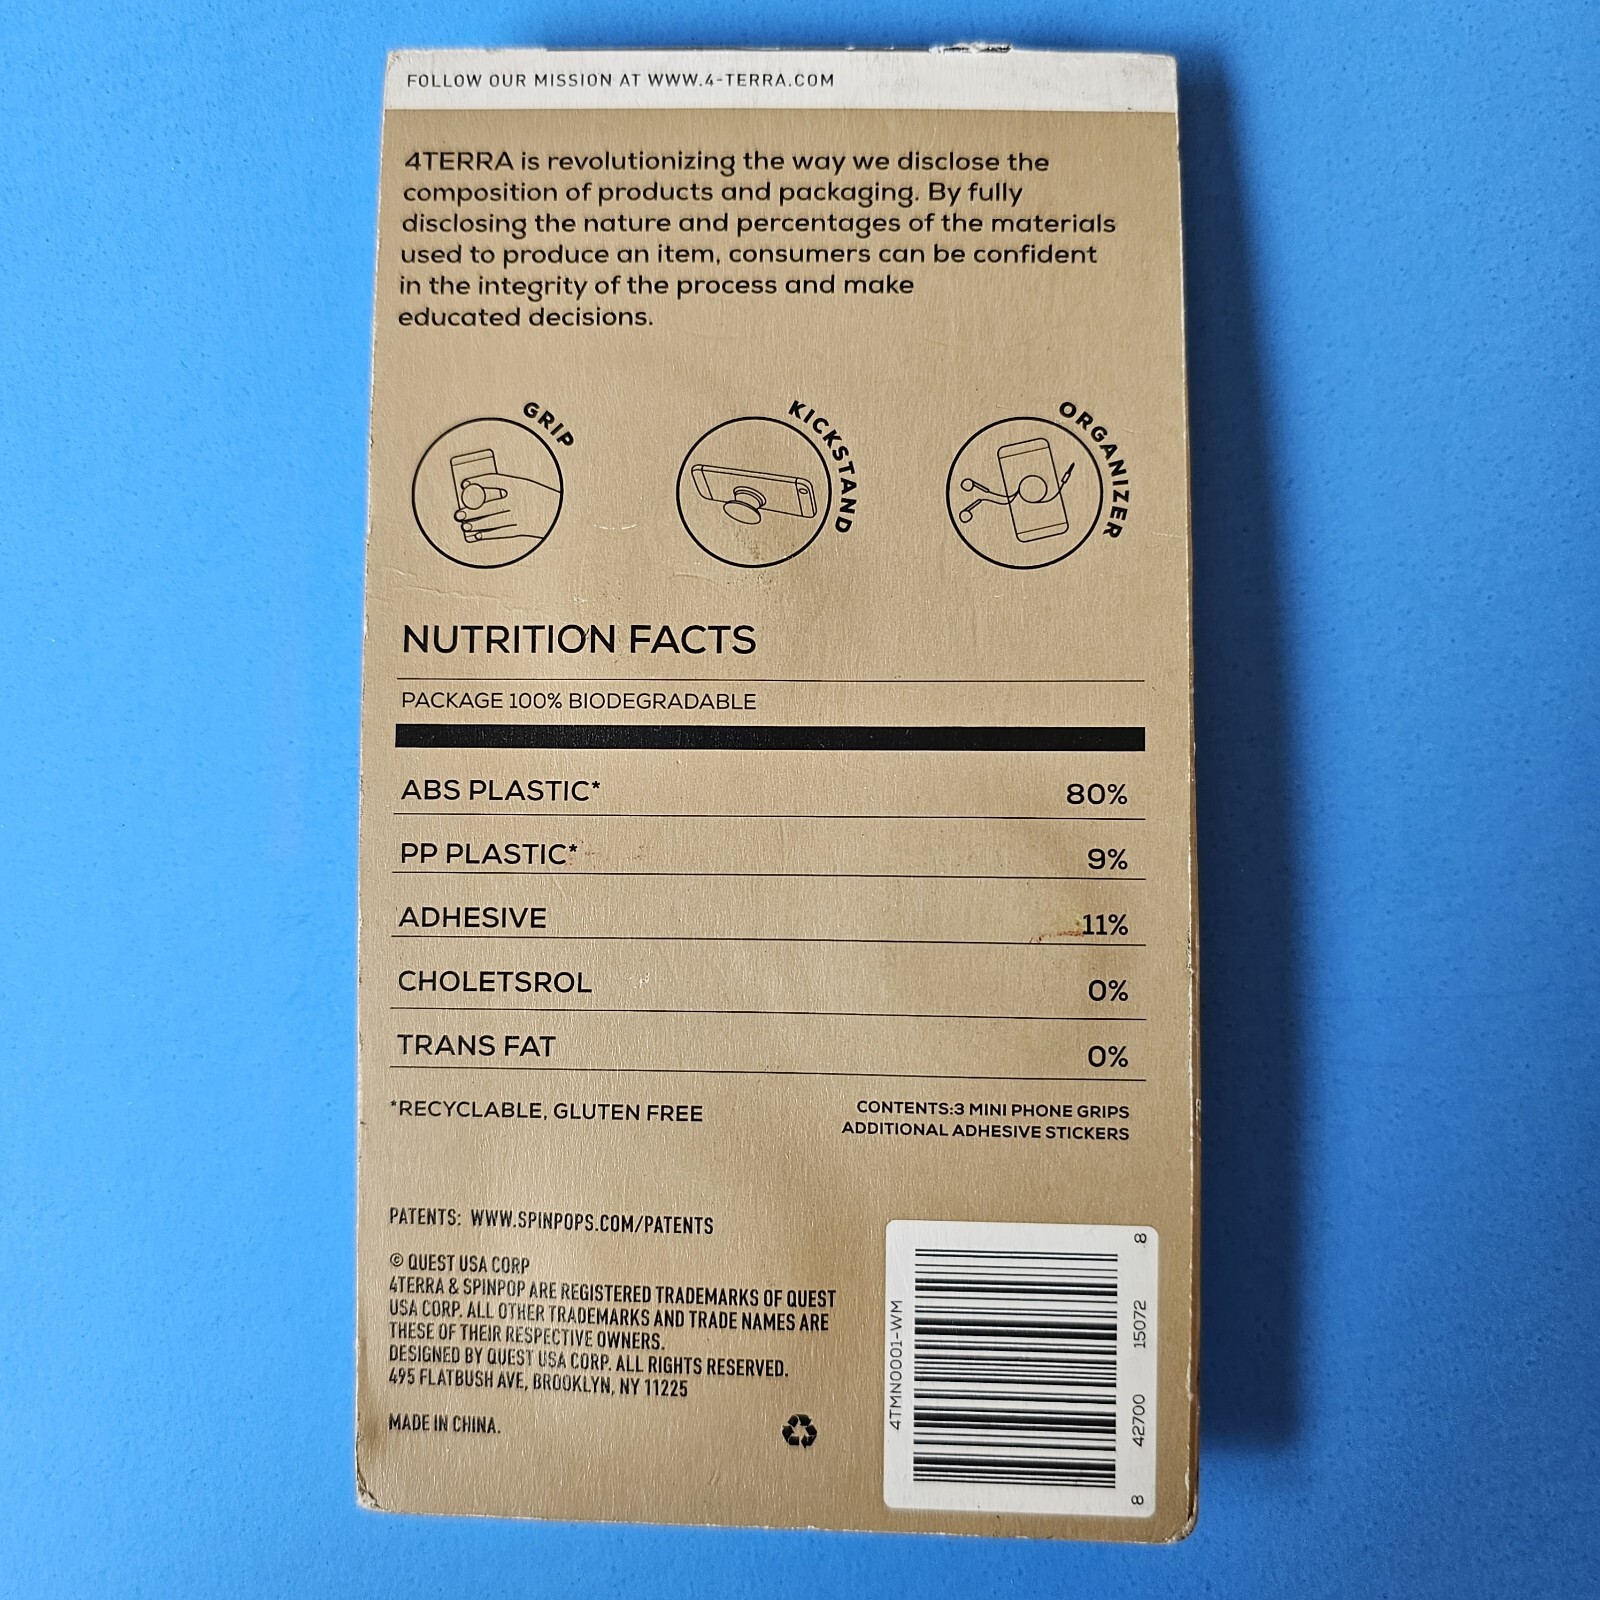 FOLLOW OUR MISSION AT WWW.4-TERRA.COM
4TERRA is revolutionizing the way we disclose the
composition of products and packaging. By fully
disclosing the nature and percentages of the materials
used to produce an item, consumers can be confident
in the integrity of the process and make
educated decisions.
GRIP
KICKSTAND
ORGANIZER
NUTRITION FACTS
PACKAGE 100% BIODEGRADABLE
ABS PLASTIC* 80%
PP PLASTIC* 9%
ADHESIVE 11%
CHOLETSROL 0%
TRANS FAT 0%
*RECYCLABLE, GLUTEN FREE
CONTENTS:3 MINI PHONE GRIPS
ADDITIONAL ADHESIVE STICKERS
PATENTS: WWW.SPINPOPS.COM/PATENTS
© QUEST USA CORP
4TERRA & SPINPOP ARE REGISTERED TRADEMARKS OF QUEST
USA CORP. ALL OTHER TRADEMARKS AND TRADE NAMES ARE
THESE OF THEIR RESPECTIVE OWNERS.
DESIGNED BY QUEST USA CORP. ALL RIGHTS RESERVED.
495 FLATBUSH AVE, BROOKLYN, NY 11225
MADE IN CHINA.
4TMN0001-WM
8 42700 15072 8